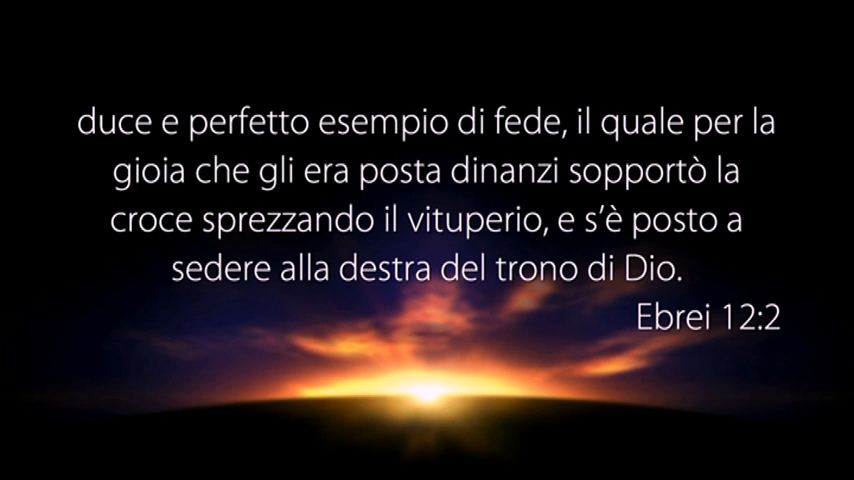 duce e perfetto esempio di fede, il quale per la
gioia che gli era posta dinanzi sopportò la
croce sprezzando il vituperio, e s’è posto a
sedere alla destra del trono di Dio.
Ebrei 12:2